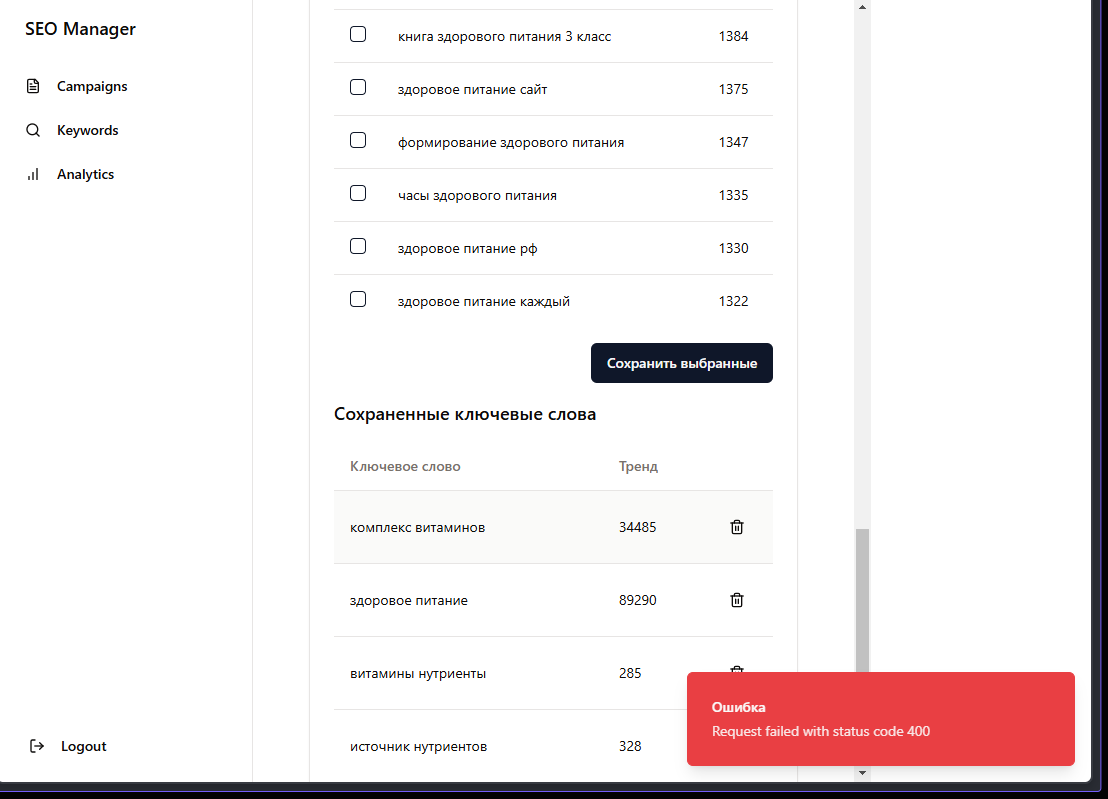 SEO Manager
Campaigns
Keywords
Analytics
Logout
книга здорового питания 3 класс 1384
здоровое питание сайт 1375
формирование здорового питания 1347
часы здорового питания 1335
здоровое питание рф 1330
здоровое питание каждый 1322
Сохранить выбранные
Сохраненные ключевые слова
Ключевое слово Тренд
комплекс витаминов 34485
здоровое питание 89290
витамины нутриенты 285
источник нутриентов 328
Ошибка
Request failed with status code 400